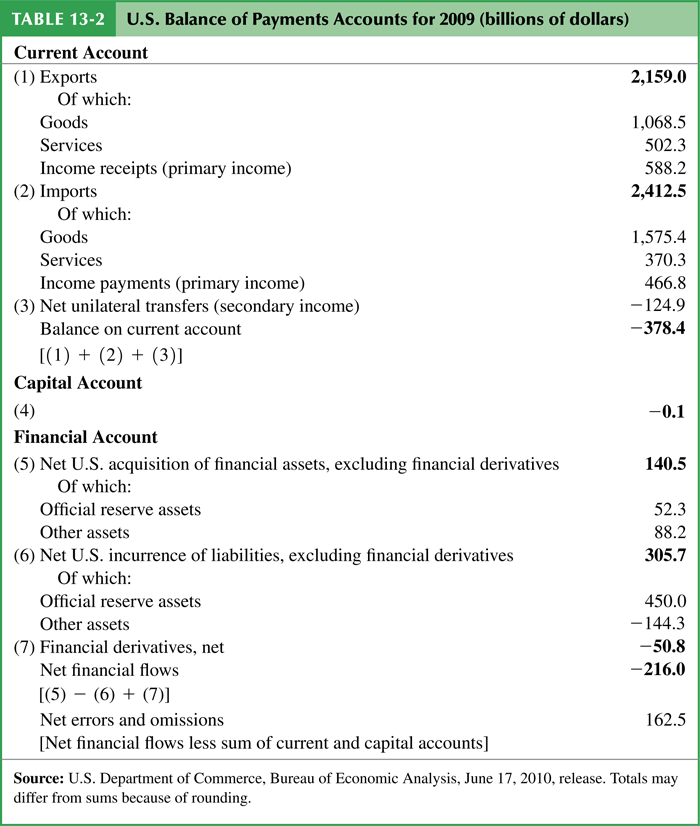 TABLE 13-2 U.S. Balance of Payments Accounts for 2009 (billions of dollars)
Current Account
(1) Exports 2,159.0
Of which:
Goods 1,068.5
Services 502.3
Income receipts (primary income) 588.2
(2) Imports 2,412.5
Of which:
Goods 1,575.4
Services 370.3
Income payments (primary income) 466.8
(3) Net unilateral transfers (secondary income) −124.9
Balance on current account −378.4
[(1) + (2) + (3)]
Capital Account
(4) −0.1
Financial Account
(5) Net U.S. acquisition of financial assets, excluding financial derivatives 140.5
Of which:
Official reserve assets 52.3
Other assets 88.2
(6) Net U.S. incurrence of liabilities, excluding financial derivatives 305.7
Of which:
Official reserve assets 450.0
Other assets −144.3
(7) Financial derivatives, net −50.8
Net financial flows −216.0
[(5) − (6) + (7)]
Net errors and omissions 162.5
[Net financial flows less sum of current and capital accounts]
Source: U.S. Department of Commerce, Bureau of Economic Analysis, June 17, 2010, release. Totals may
differ from sums because of rounding.